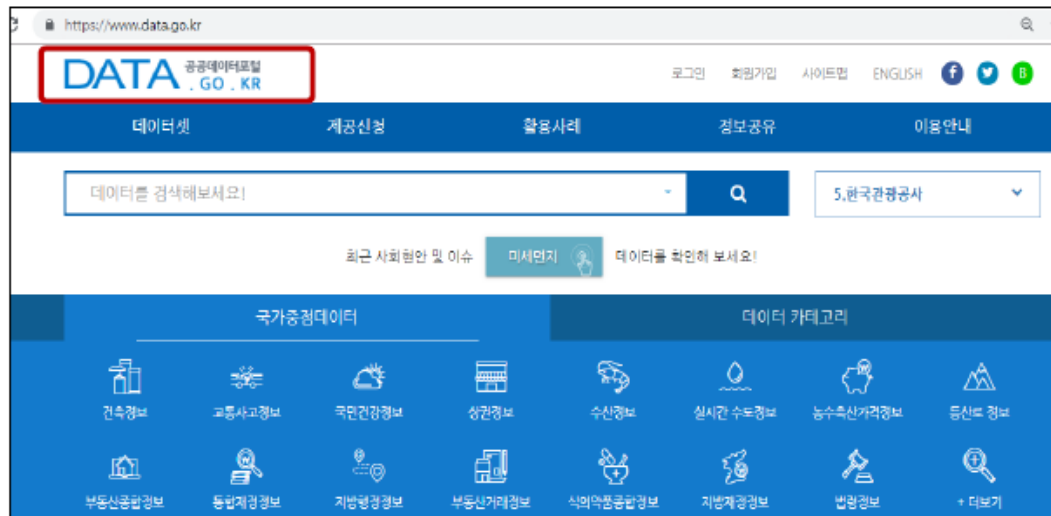 https://www.data.go.kr
DATA 공공데이터포털
. GO . KR
로그인 회원가입 사이트맵 ENGLISH f B
데이터셋 제공신청 활용사례 정보공유 이용안내
데이터를 검색해보세요!
5.한국관광공사
최근 사회현안 및 이슈 미세먼지 데이터를 확인해 보세요!
국가중점데이터 데이터 카테고리
건축정보 교통사고정보 국민건강정보 상권정보 수산정보 실시간 수도정보 농수축산가격정보 등산로 정보
부동산종합정보 통합재정정보 지방행정정보 부동산거래정보 식의약품종합정보 지방재정정보 법령정보 + 더보기